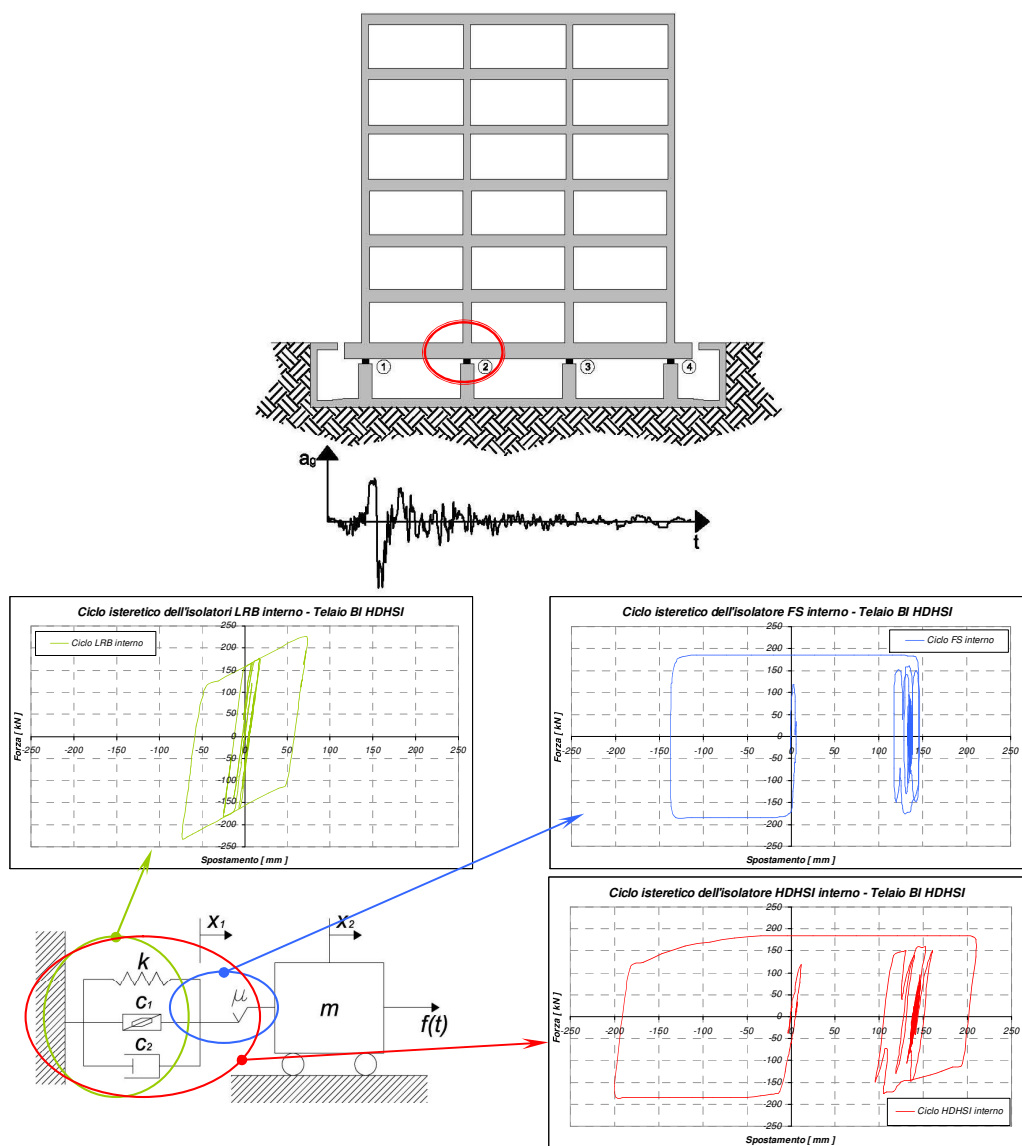 1
2
3
4
ag
t
Ciclo isteretico dell'isolatori LRB interno - Telaio BI HDHSI
Ciclo LRB interno
Forza [ kN ]
250
200
150
100
50
0
-50
-100
-150
-200
-250
-250 -200 -150 -100 -50 0 50 100 150 200 250
Spostamento [ mm ]
Ciclo isteretico dell'isolatore FS interno - Telaio BI HDHSI
Ciclo FS interno
Forza [ kN ]
250
200
150
100
50
0
-50
-100
-150
-200
-250
-250 -200 -150 -100 -50 0 50 100 150 200 250
Spostamento [ mm ]
X1
X2
k
C1
C2
μ
m
f(t)
Ciclo isteretico dell'isolatore HDHSI interno - Telaio BI HDHSI
Forza [ kN ]
250
200
150
100
50
0
-50
-100
-150
-200
-250
-250 -200 -150 -100 -50 0 50 100 150 200 250
Ciclo HDHSI interno
Spostamento [ mm ]